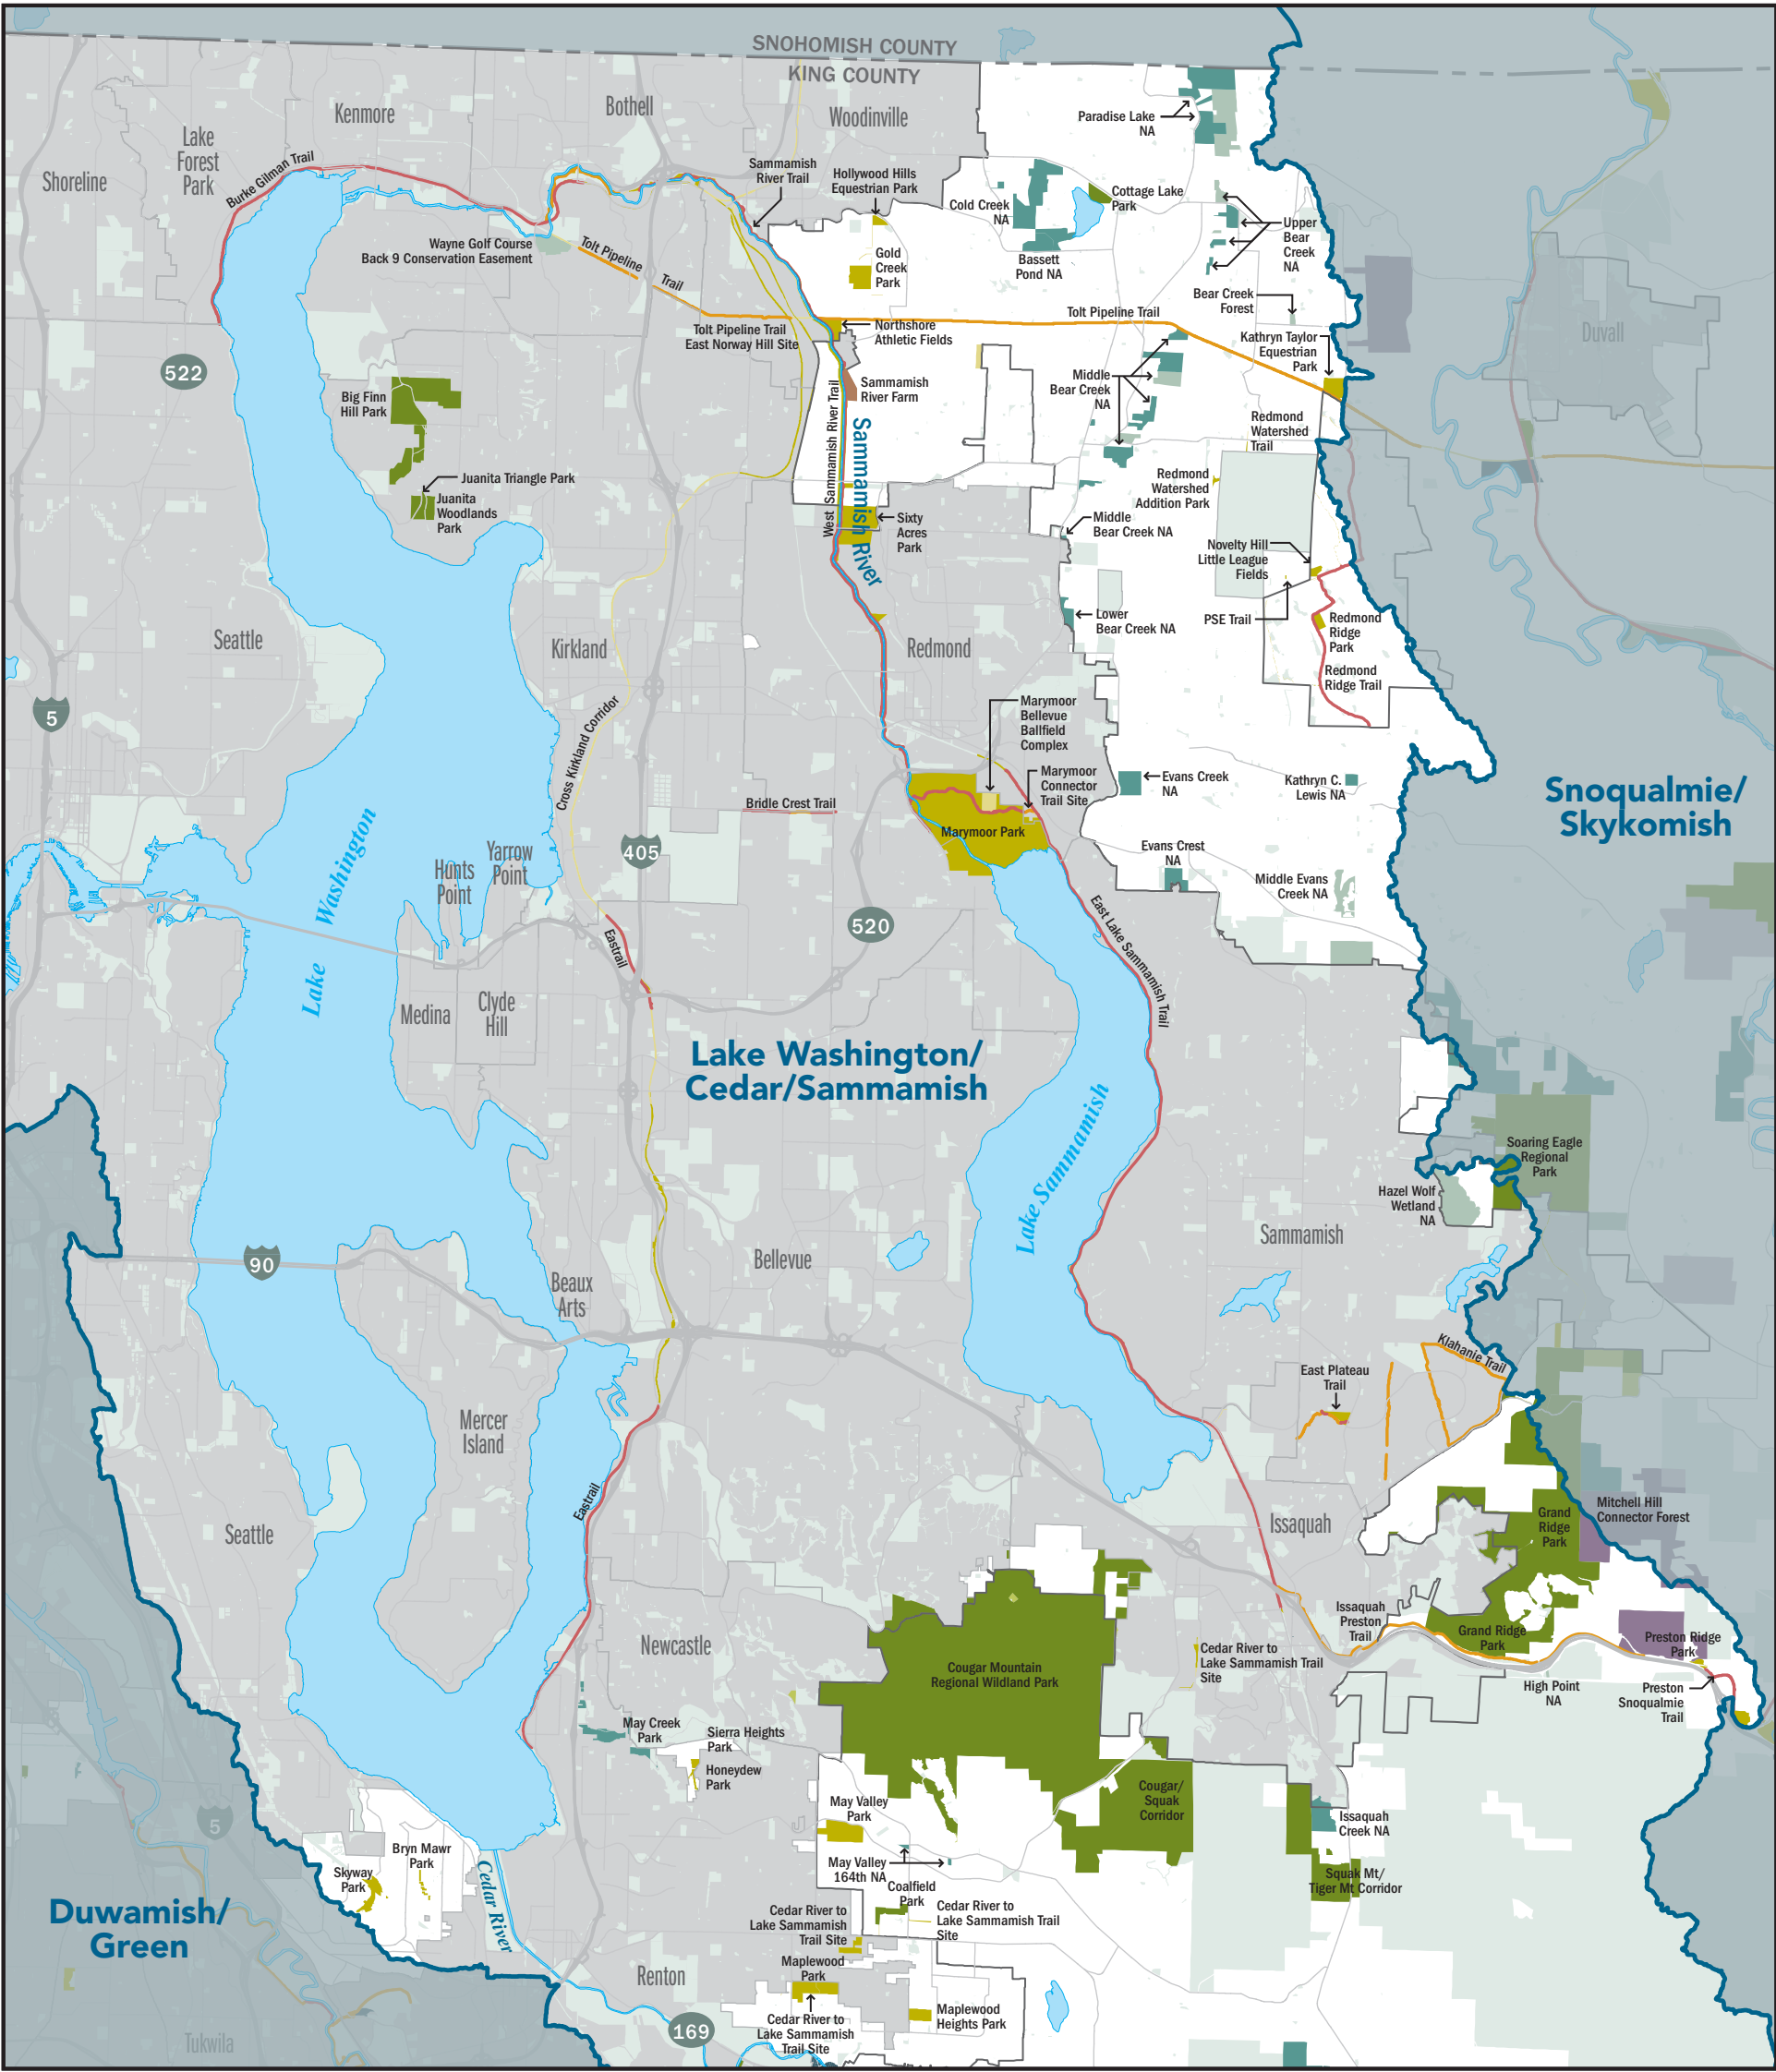 SNOHOMISH COUNTY
KING COUNTY
Kenmore
Bothell
Woodinville
Lake
Forest
Park
Shoreline
Burke Gilman Trail
Sammamish
River Trail
Hollywood Hills
Equestrian Park
Paradise Lake
NA
Cold Creek
NA
Cottage Lake
Park
Bassett
Pond NA
Upper
Bear
Creek
NA
Wayne Golf Course
Back 9 Conservation Easement
Tolt Pipeline
Trail
Gold
Creek
Park
Bear Creek
Forest
Tolt Pipeline Trail
East Norway Hill Site
Northshore
Athletic Fields
Tolt Pipeline Trail
Kathryn Taylor
Equestrian
Park
Duvall
522
Big Finn
Hill Park
Sammamish
River Farm
Middle
Bear Creek
NA
Redmond
Watershed
Trail
West Sammamish River Trail
Sammamish River
Juanita Triangle Park
Juanita
Woodlands
Park
Redmond
Watershed
Addition Park
Sixty
Acres
Park
Middle
Bear Creek NA
Novelty Hill
Little League
Fields
Lower
Bear Creek NA
PSE Trail
Redmond
Ridge
Park
Redmond
Ridge Trail
Seattle
Kirkland
Redmond
5
Cross Kirkland Corridor
Marymoor
Bellevue
Ballfield
Complex
Marymoor
Connector
Trail Site
Evans Creek
NA
Kathryn C.
Lewis NA
Snoqualmie/
Skykomish
Bridle Crest Trail
Marymoor Park
405
Yarrow
Point
Hunts
Point
Evans Crest
NA
Middle Evans
Creek NA
Lake Washington
520
Eastrail
East Lake Sammamish Trail
Medina
Clyde
Hill
Lake Washington/
Cedar/Sammamish
Lake Sammamish
Soaring Eagle
Regional
Park
Hazel Wolf
Wetland
NA
Sammamish
90
Bellevue
Beaux
Arts
Klahanie Trail
East Plateau
Trail
Mercer
Island
Eastrail
Seattle
Issaquah
Grand
Ridge
Park
Mitchell Hill
Connector Forest
Issaquah
Preston
Trail
Grand Ridge
Park
Preston Ridge
Park
Newcastle
Cougar Mountain
Regional Wildland Park
Cedar River to
Lake Sammamish Trail
Site
High Point
NA
Preston
Snoqualmie
Trail
May Creek
Park
Sierra Heights
Park
Honeydew
Park
Cougar/
Squak
Corridor
May Valley
Park
Issaquah
Creek NA
5
Bryn Mawr
Park
Skyway
Park
May Valley
164th NA
Coalfield
Park
Squak Mt/
Tiger Mt Corridor
Cedar River
Duwamish/
Green
Cedar River to
Lake Sammamish
Trail Site
Cedar River to
Lake Sammamish Trail
Site
Renton
Maplewood
Park
Maplewood
Heights Park
169
Cedar River to
Lake Sammamish
Trail Site
Tukwila